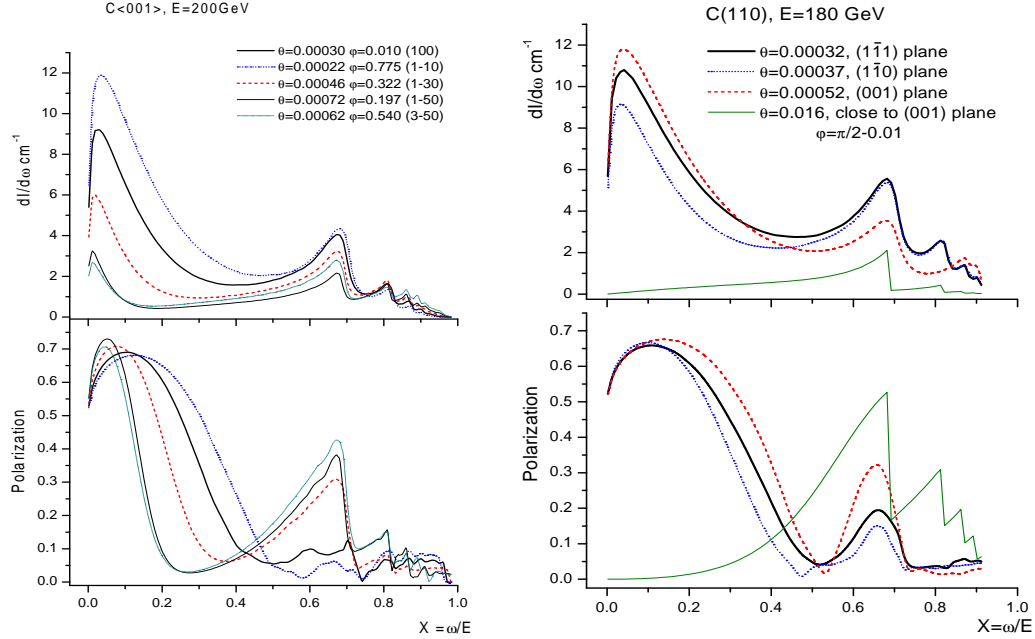 C<001>, E=200GeV
θ=0.00030 φ=0.010 (100)
θ=0.00022 φ=0.775 (1-10)
θ=0.00046 φ=0.322 (1-30)
θ=0.00072 φ=0.197 (1-50)
θ=0.00062 φ=0.540 (3-50)
12
10
8
6
4
2
0
dI/dω cm⁻¹
0.7
0.6
0.5
0.4
0.3
0.2
0.1
0.0
Polarization
0.0 0.2 0.4 0.6 0.8 1.0
X = ω/E
C(110), E=180 GeV
θ=0.00032, (11̅1) plane
θ=0.00037, (11̅0) plane
θ=0.00052, (001) plane
θ=0.016, close to (001) plane
φ=π/2-0.01
12
10
8
6
4
2
0
dI/dω cm⁻¹
0.7
0.6
0.5
0.4
0.3
0.2
0.1
0.0
Polarization
0.0 0.2 0.4 0.6 0.8 1.0
X=ω/E